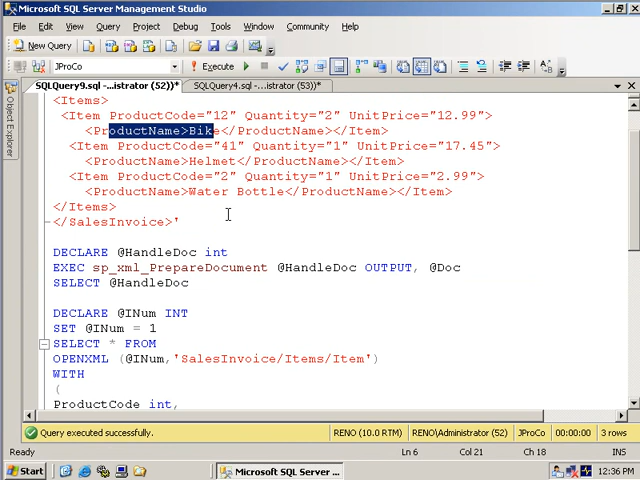 Microsoft SQL Server Management Studio
File Edit View Query Project Debug Tools Window Community Help
New Query
JProCo Execute
SQLQuery9.sql -...istrator (52))* SQLQuery4.sql -...istrator (53))*
Object Explorer
<Items>
<Item ProductCode="12" Quantity="2" UnitPrice="12.99">
<ProductName>Bike</ProductName></Item>
<Item ProductCode="41" Quantity="1" UnitPrice="17.45">
<ProductName>Helmet</ProductName></Item>
<Item ProductCode="2" Quantity="1" UnitPrice="2.99">
<ProductName>Water Bottle</ProductName></Item>
</Items>
</SalesInvoice>'
DECLARE @HandleDoc int
EXEC sp_xml_PrepareDocument @HandleDoc OUTPUT, @Doc
SELECT @HandleDoc
DECLARE @INum INT
SET @INum = 1
SELECT * FROM
OPENXML (@INum,'SalesInvoice/Items/Item')
WITH
(
ProductCode int,
Query executed successfully. RENO (10.0 RTM) RENO\Administrator (52) JProCo 00:00:00 3 rows
Ready Ln 6 Col 21 Ch 18 INS
Start Microsoft SQL Server ... 12:36 PM